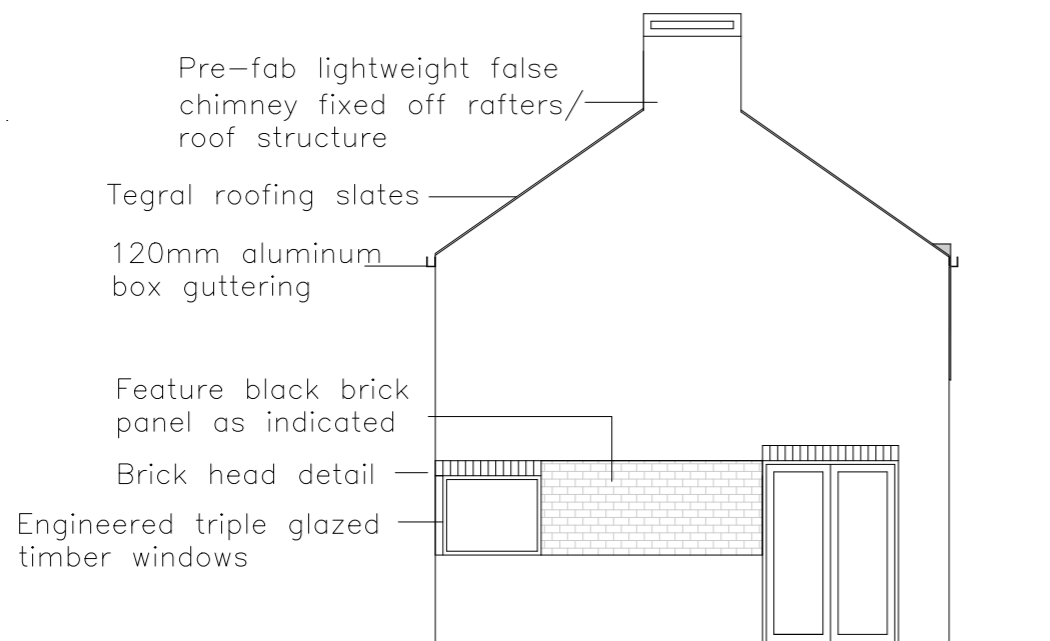 Pre-fab lightweight false
chimney fixed off rafters/
roof structure
Tegral roofing slates
120mm aluminum
box guttering
Feature black brick
panel as indicated
Brick head detail
Engineered triple glazed
timber windows